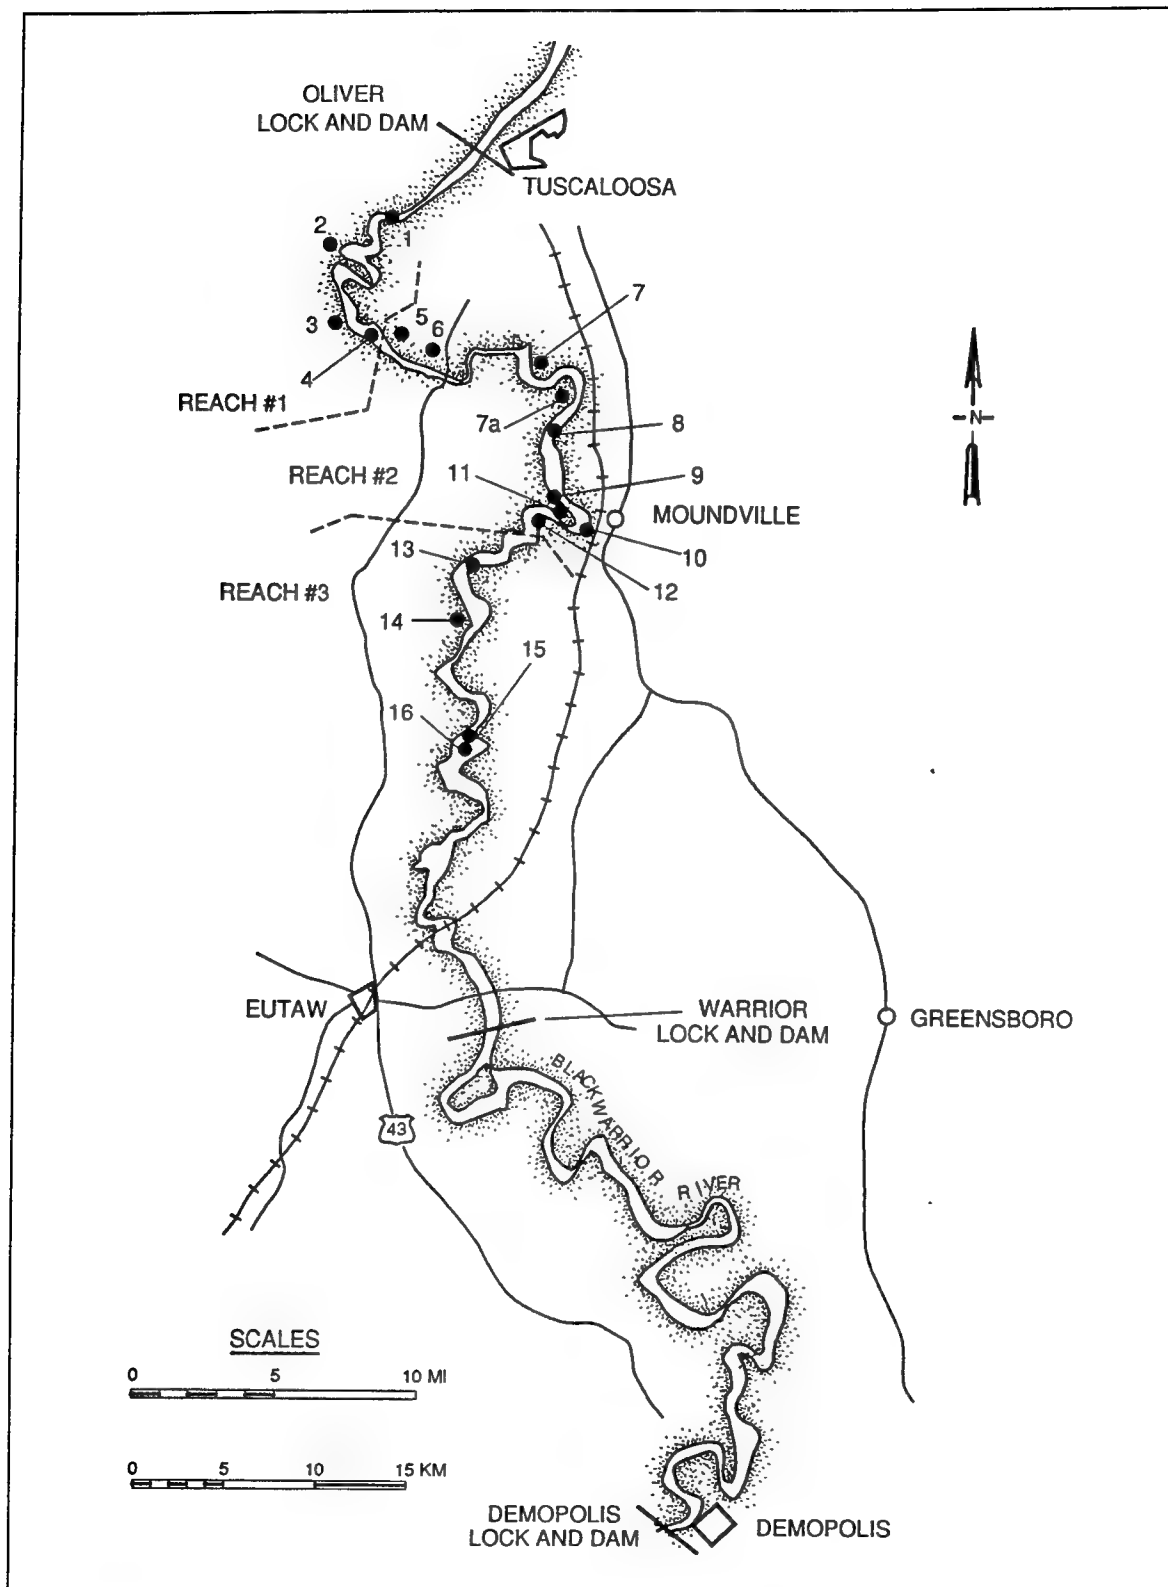 OLIVER
LOCK AND DAM
TUSCALOOSA
2
1
3
5
6
4
7
REACH #1
7a
8
REACH #2
11
9
MOUNDVILLE
10
13
12
REACH #3
14
15
16
N
EUTAW
WARRIOR
LOCK AND DAM
GREENSBORO
BLACK WARRIOR RIVER
43
SCALES
0 5 10 MI
0 5 10 15 KM
DEMOPOLIS
LOCK AND DAM
DEMOPOLIS